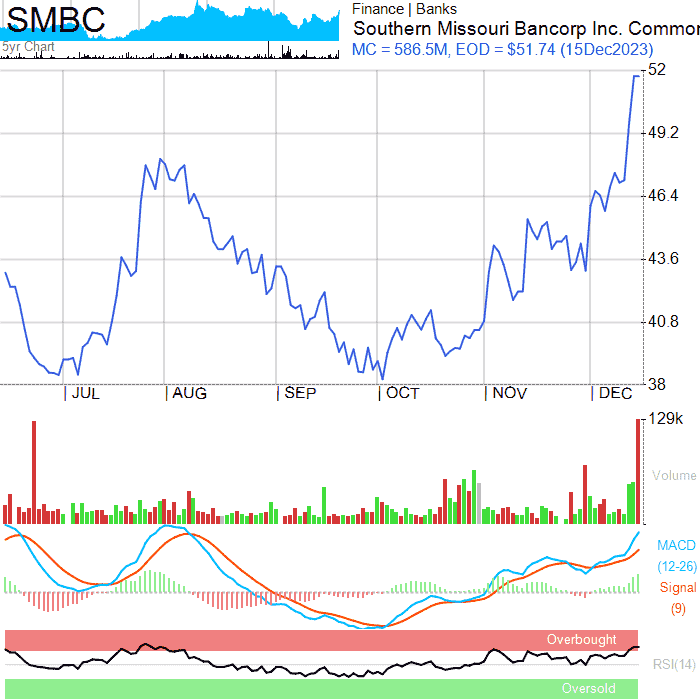 SMBC
5yr Chart
Finance | Banks
Southern Missouri Bancorp Inc. Common
MC = 586.5M, EOD = $51.74 (15Dec2023)
52
49.2
46.4
43.6
40.8
38
JUL
AUG
SEP
OCT
NOV
DEC
129k
Volume
MACD
(12-26)
Signal
(9)
Overbought
RSI(14)
Oversold